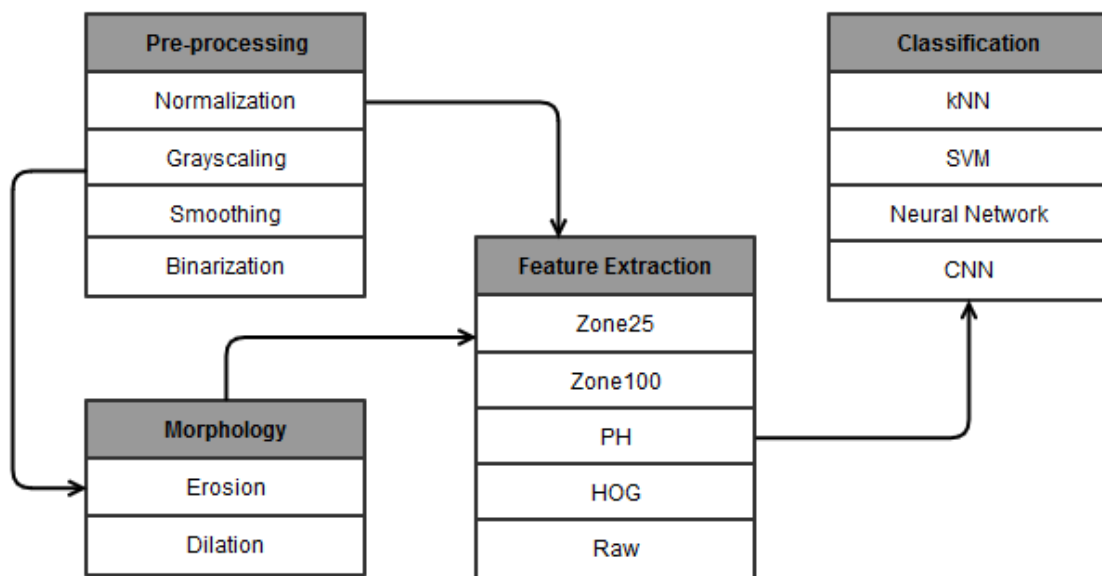 Pre-processing
Normalization
Grayscaling
Smoothing
Binarization
Morphology
Erosion
Dilation
Feature Extraction
Zone25
Zone100
PH
HOG
Raw
Classification
kNN
SVM
Neural Network
CNN